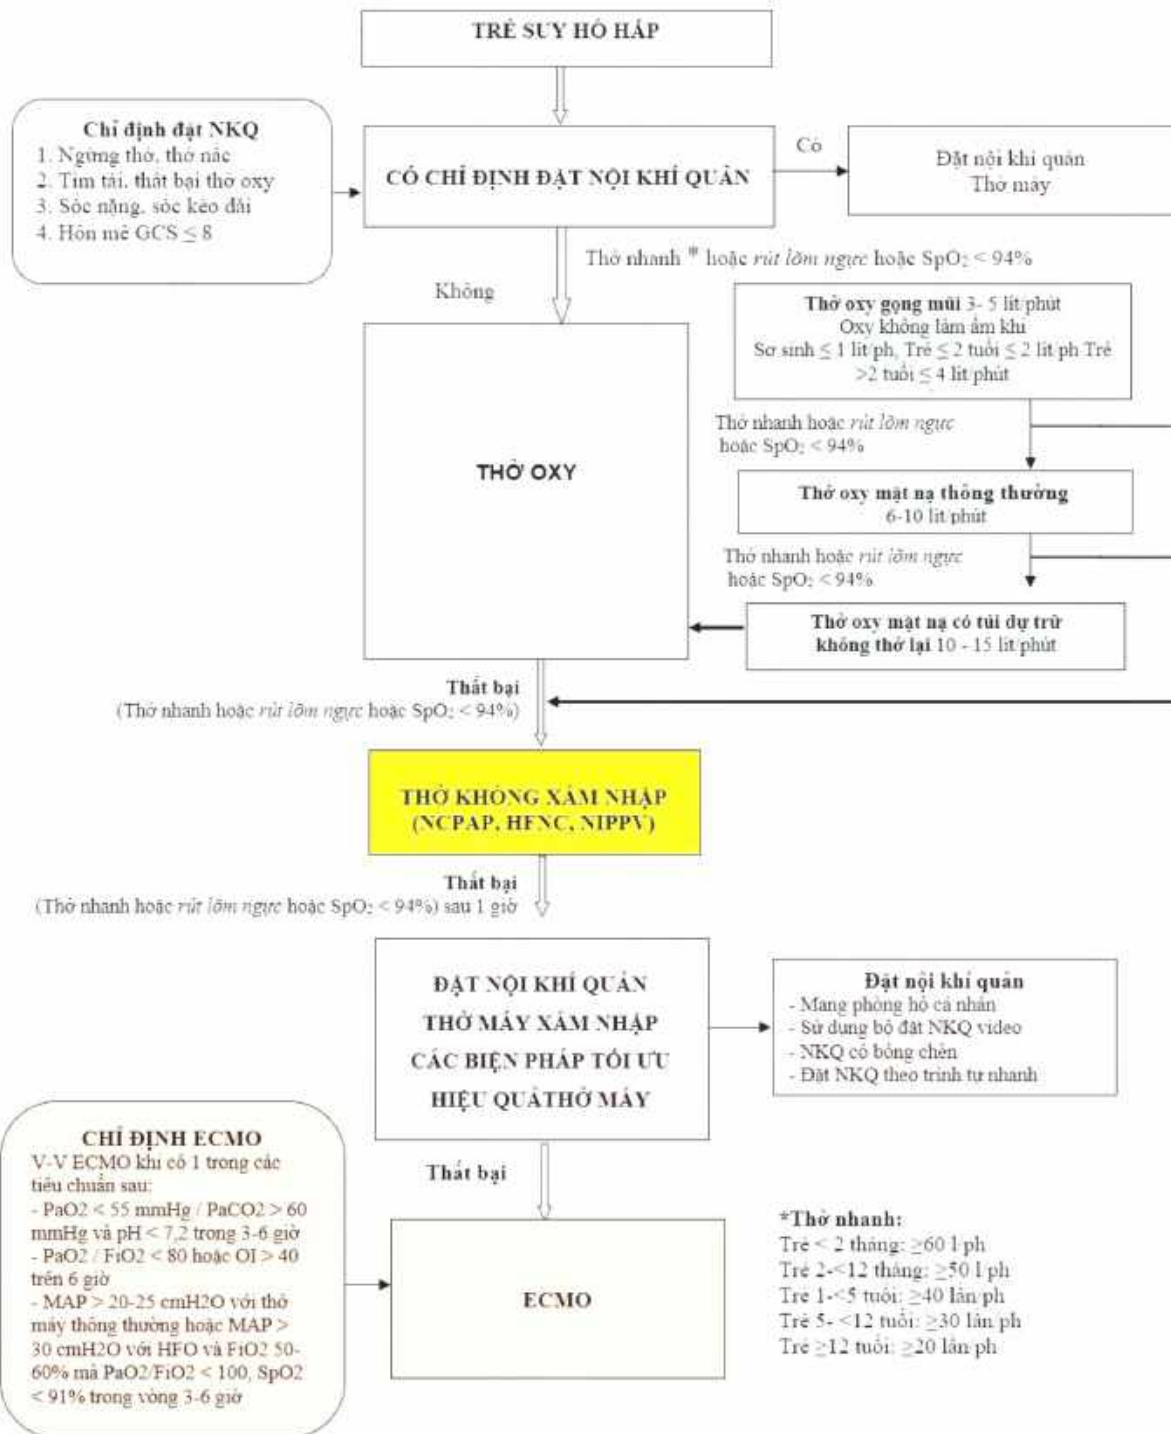 TRẺ SUY HÔ HẤP
Chỉ định đặt NKQ
1. Ngừng thở, thở nấc
2. Tím tái, thất bại thở oxy
3. Sốc nặng, sốc kéo dài
4. Hôn mê GCS ≤ 8
CÓ CHỈ ĐỊNH ĐẶT NỘI KHÍ QUẢN
Có
Đặt nội khí quản
Thở máy
Thở nhanh * hoặc rút lõm ngực hoặc SpO₂ < 94%
Không
Thở oxy gọng mũi 3- 5 lít/phút
Oxy không làm ẩm khi
Sơ sinh ≤ 1 lít/ph, Trẻ ≤ 2 tuổi ≤ 2 lít/ph Trẻ
>2 tuổi ≤ 4 lít/phút
Thở nhanh hoặc rút lõm ngực
hoặc SpO₂ < 94%
THỞ OXY
Thở oxy mặt nạ thông thường
6-10 lít/phút
Thở nhanh hoặc rút lõm ngực
hoặc SpO₂ < 94%
Thở oxy mặt nạ có túi dự trữ
không thở lại 10 - 15 lít/phút
Thất bại
(Thở nhanh hoặc rút lõm ngực hoặc SpO₂ < 94%)
THỞ KHÔNG XÂM NHẬP
(NCPAP, HFNC, NIPPV)
Thất bại
(Thở nhanh hoặc rút lõm ngực hoặc SpO₂ < 94%) sau 1 giờ
ĐẶT NỘI KHÍ QUẢN
THỞ MÁY XÂM NHẬP
CÁC BIỆN PHÁP TỐI ƯU
HIỆU QUẢTHỞ MÁY
Đặt nội khí quản
- Mang phòng hộ cá nhân
- Sử dụng bộ đặt NKQ video
- NKQ có bóng chèn
- Đặt NKQ theo trình tự nhanh
Thất bại
CHỈ ĐỊNH ECMO
V-V ECMO khi có 1 trong các
tiêu chuẩn sau:
- PaO2 < 55 mmHg / PaCO2 > 60
mmHg và pH < 7,2 trong 3-6 giờ
- PaO2 / FiO2 < 80 hoặc OI > 40
trên 6 giờ
- MAP > 20-25 cmH2O với thở
máy thông thường hoặc MAP >
30 cmH2O với HFO và FiO2 50-
60% mà PaO2/FiO2 < 100, SpO2
< 91% trong vòng 3-6 giờ
ECMO
*Thở nhanh:
Trẻ < 2 tháng: ≥60 l/ph
Trẻ 2-<12 tháng: ≥50 l/ph
Trẻ 1-<5 tuổi: ≥40 lần/ph
Trẻ 5- <12 tuổi: ≥30 lần/ph
Trẻ ≥12 tuổi: ≥20 lần/ph